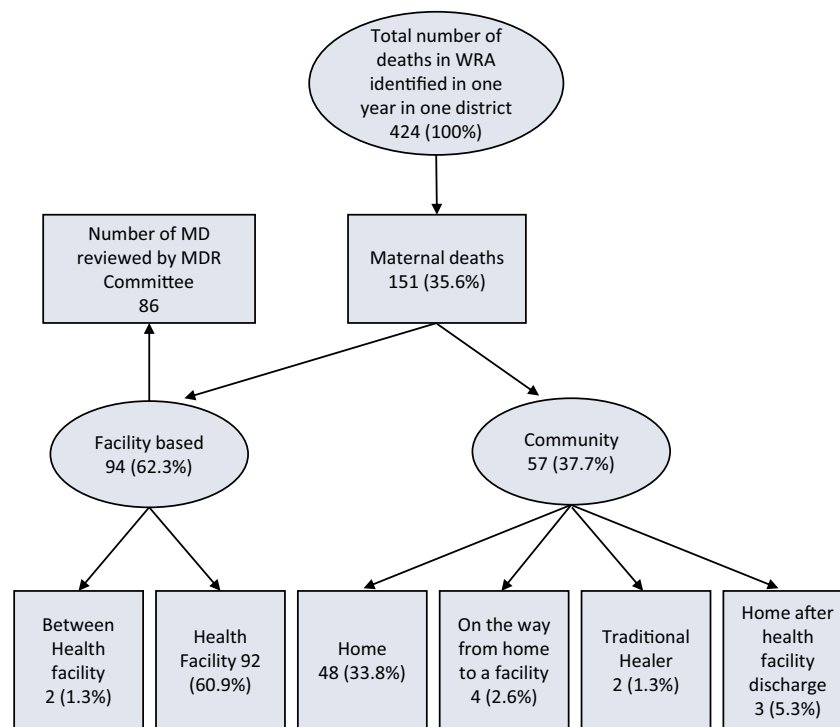 Total number of
deaths in WRA
identified in one
year in one district
424 (100%)
Number of MD
reviewed by MDR
Committee
86
Maternal deaths
151 (35.6%)
Facility based
94 (62.3%)
Community
57 (37.7%)
Between
Health
facility
2 (1.3%)
Health
Facility 92
(60.9%)
Home
48 (33.8%)
On the way
from home
to a facility
4 (2.6%)
Traditional
Healer
2 (1.3%)
Home after
health
facility
discharge
3 (5.3%)